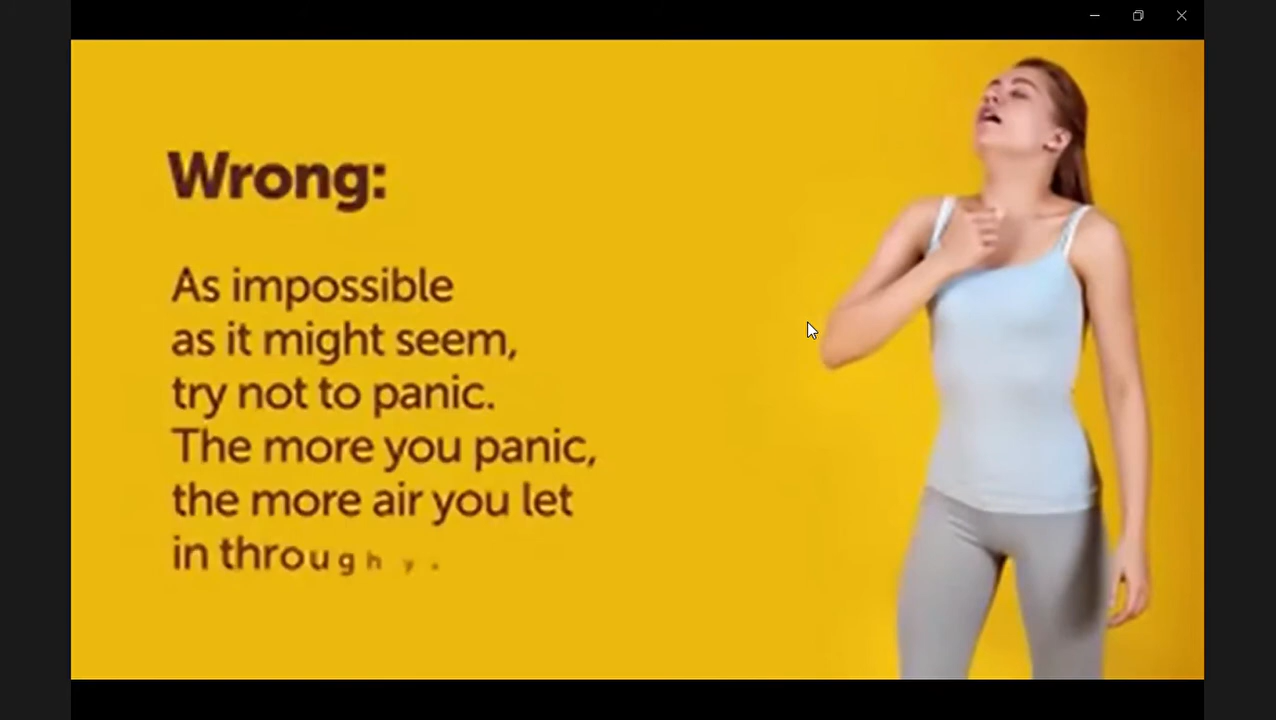 Wrong:
As impossible
as it might seem,
try not to panic.
The more you panic,
the more air you let
in through y